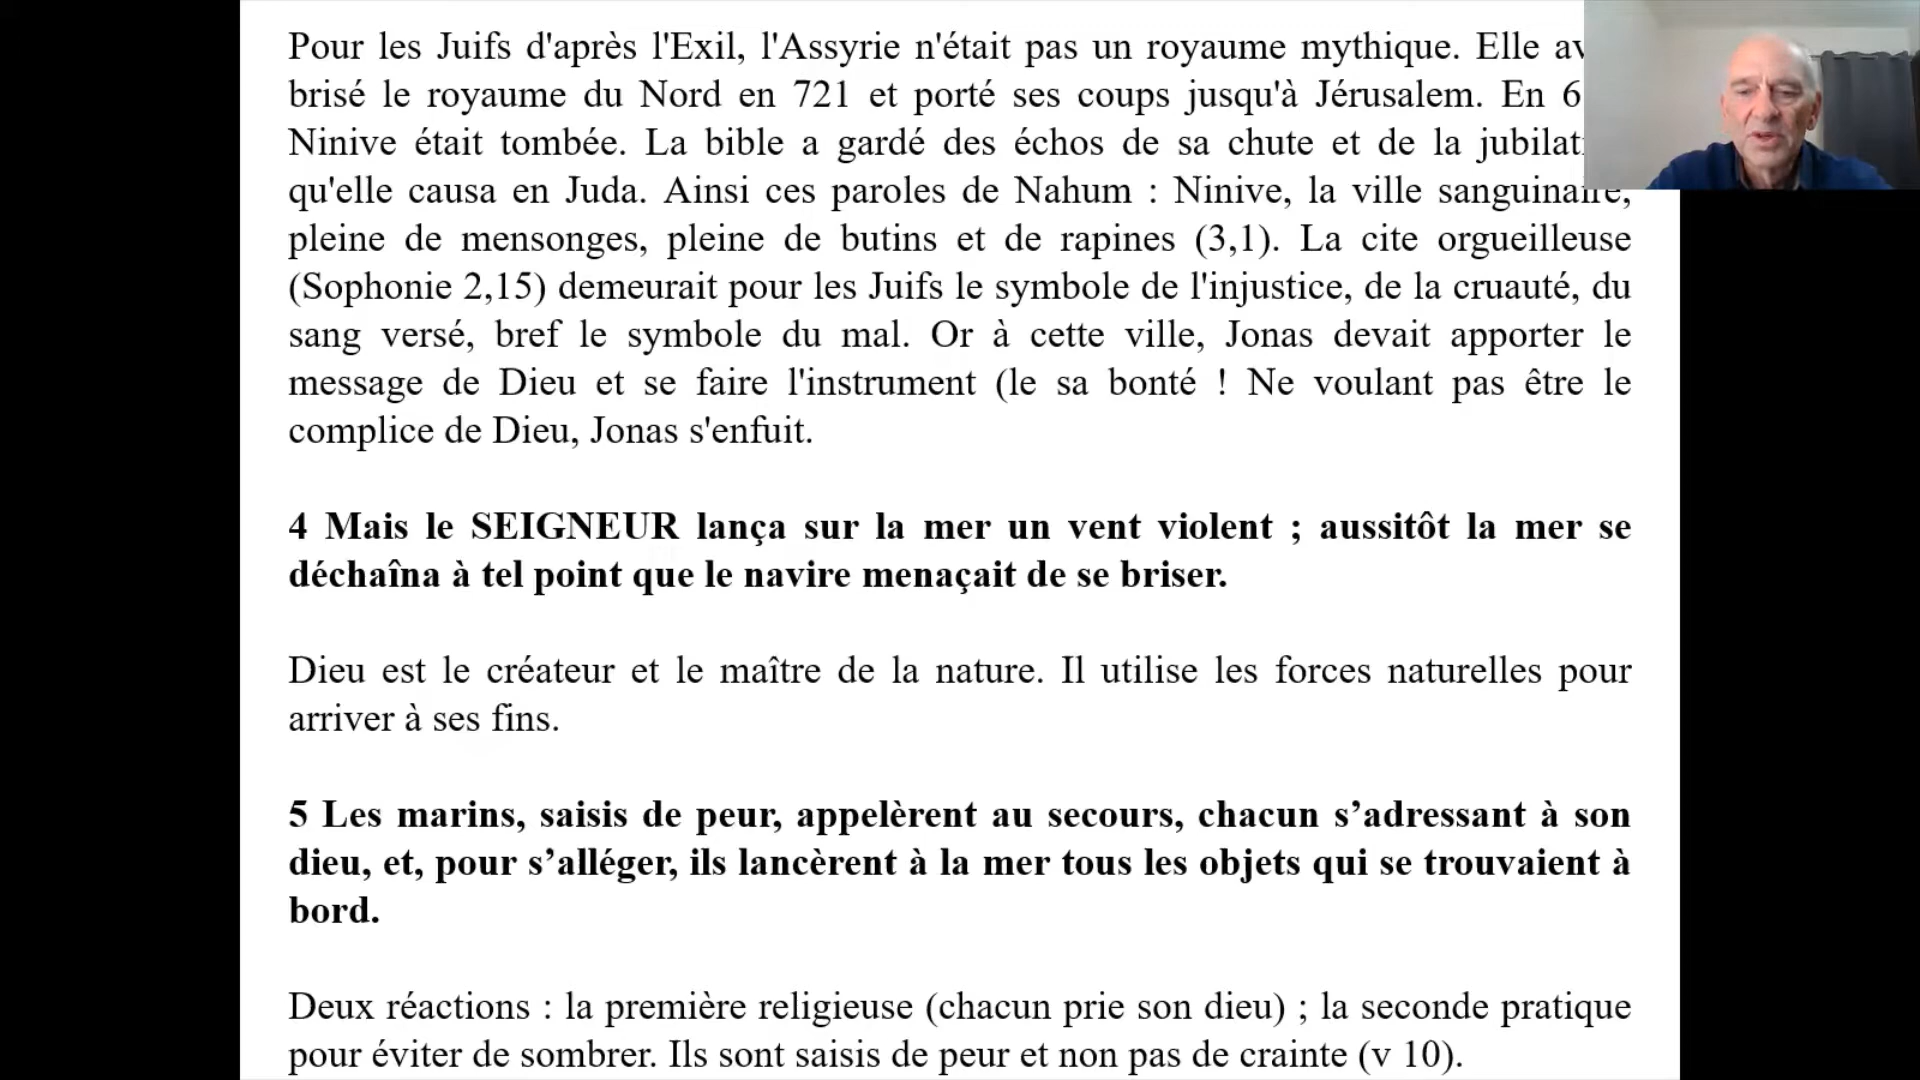 Pour les Juifs d'après l'Exil, l'Assyrie n'était pas un royaume mythique. Elle
brisé le royaume du Nord en 721 et porté ses coups jusqu'à Jérusalem. En
Ninive était tombée. La bible a gardé des échos de sa chute et de la
qu'elle causa en Juda. Ainsi ces paroles de Nahum : Ninive, la ville sanguinaire,
pleine de mensonges, pleine de butins et de rapines (3,1). La cite orgueilleuse
(Sophonie 2,15) demeurait pour les Juifs le symbole de l'injustice, de la cruauté, du
sang versé, bref le symbole du mal. Or à cette ville, Jonas devait apporter le
message de Dieu et se faire l'instrument (le sa bonté ! Ne voulant pas être le
complice de Dieu, Jonas s'enfuit.
4 Mais le SEIGNEUR lança sur la mer un vent violent ; aussitôt la mer se
déchaîna à tel point que le navire menaçait de se briser.
Dieu est le créateur et le maître de la nature. Il utilise les forces naturelles pour
arriver à ses fins.
5 Les marins, saisis de peur, appelèrent au secours, chacun s’adressant à son
dieu, et, pour s’alléger, ils lancèrent à la mer tous les objets qui se trouvaient à
bord.
Deux réactions : la première religieuse (chacun prie son dieu) ; la seconde pratique
pour éviter de sombrer. Ils sont saisis de peur et non pas de crainte (v 10).